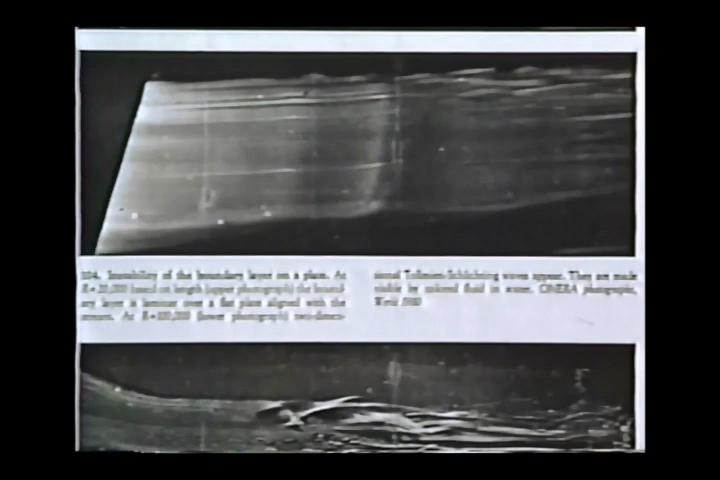 104. Instability of the boundary layer on a plate. At
R=20,000 based on length (upper photograph) the bound-
ary layer is laminar over a flat plate aligned with the
stream. At R=100,000 (lower photograph) two-dimen-
sional Tollmien-Schlichting waves appear. They are made
visible by colored fluid in water. ONERA photographs,
Werlé